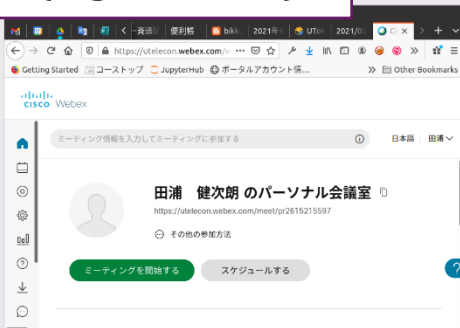 斉送
便利帳
bikk
2021年
UTok
2021/0
https://utelecon.webex.com/
Getting Started
コーストップ
JupyterHub
ポータルアカウント情...
Other Bookmarks
cisco Webex
ミーティング情報を入力してミーティングに参加する
日本語
田浦
田浦 健次朗 のパーソナル会議室
https://utelecon.webex.com/meet/pr2615215597
その他の参加方法
ミーティングを開始する
スケジュールする